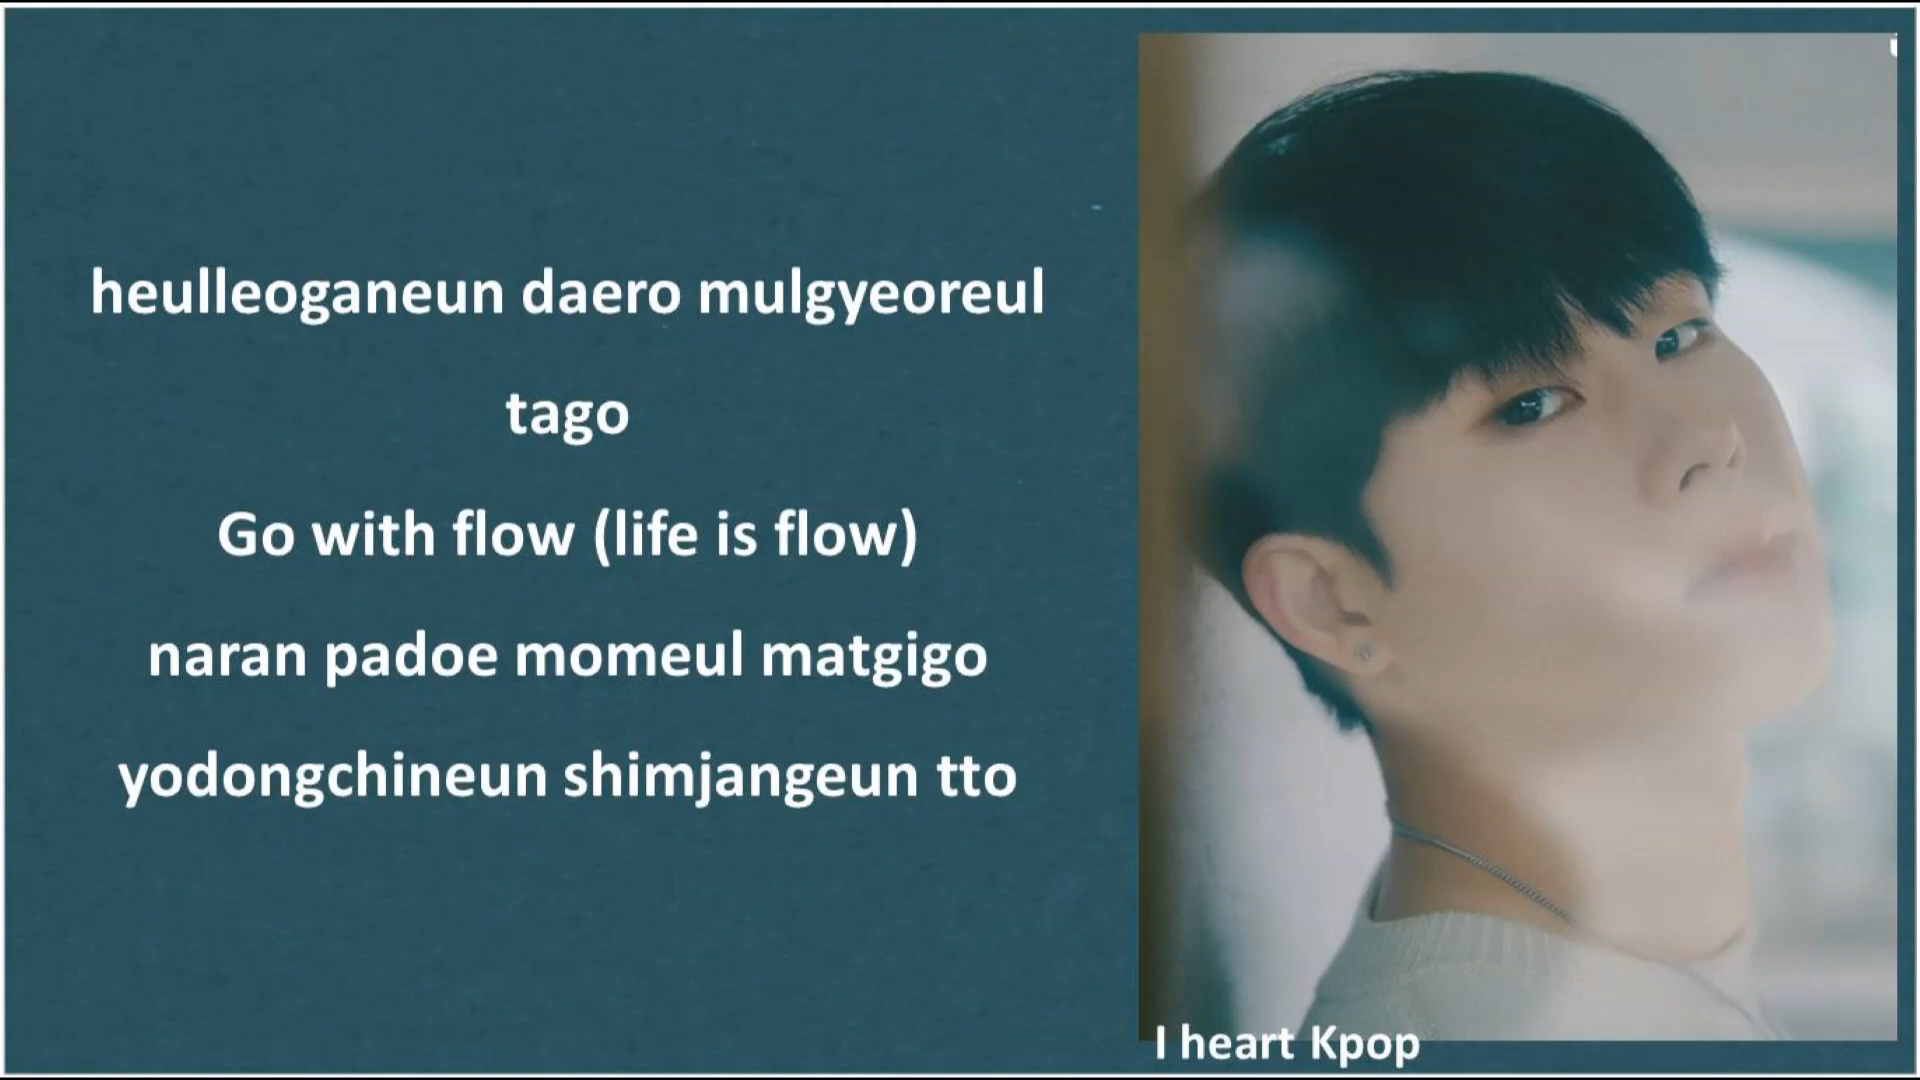 heulleoganeun daero mulgyeoreul
tago
Go with flow (life is flow)
naran padoe momeul matgigo
yodongchineun shimjangeun tto
I heart Kpop